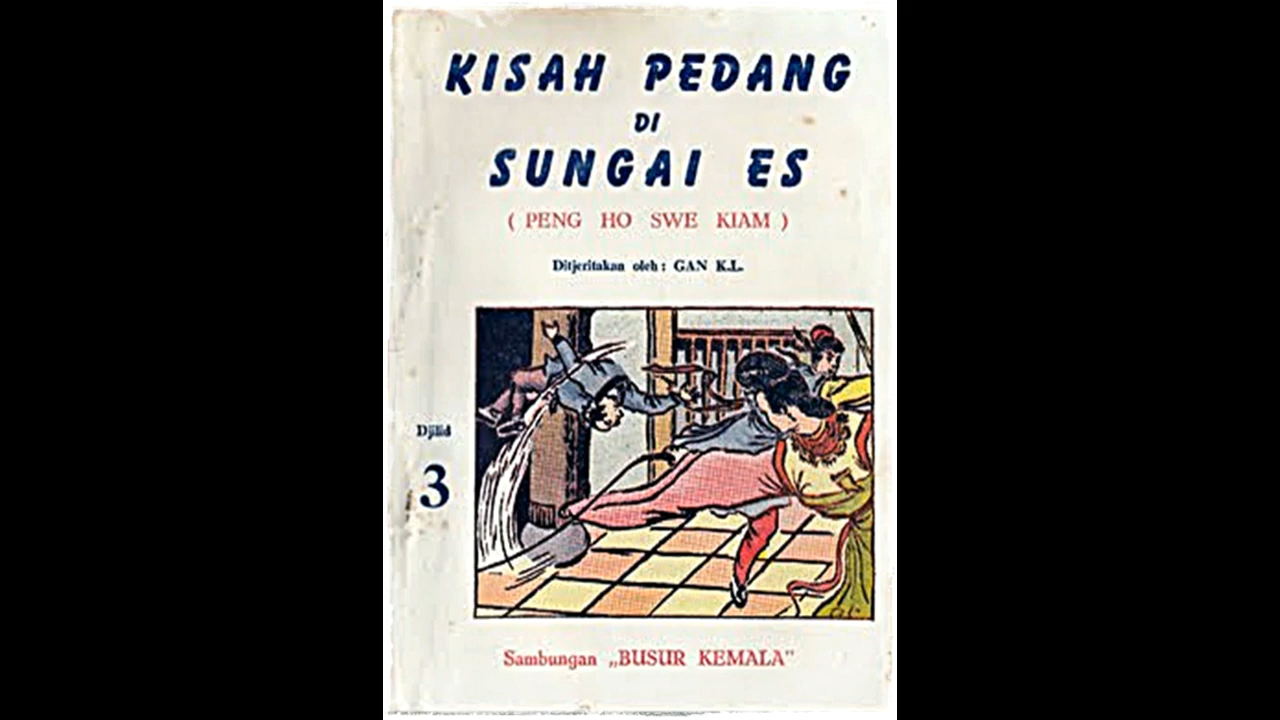 KISAH PEDANG
DI
SUNGAI ES
( PENG HO SWE KIAM )
Ditjeritakan oleh : GAN K.L.
Djilid
3
Sambungan „BUSUR KEMALA”